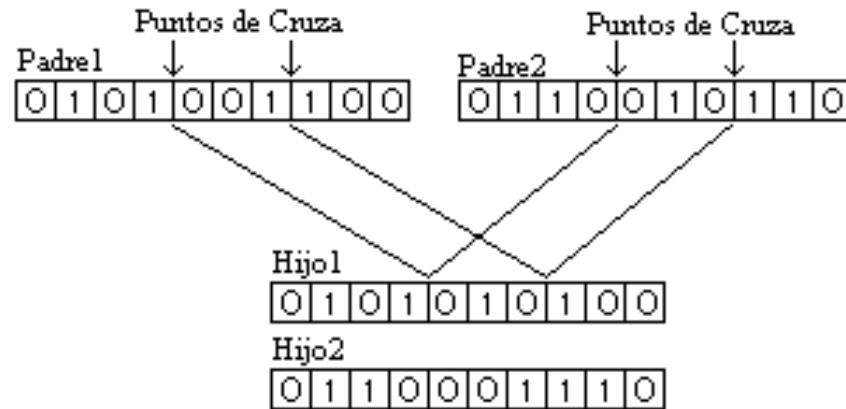 Puntos de Cruza Puntos de Cruza
Padre1 Padre2
0 1 0 1 0 0 1 1 0 0 0 1 1 0 0 1 0 1 1 0
Hijo1
0 1 0 1 0 1 0 1 0 0
Hijo2
0 1 1 0 0 0 1 1 1 0